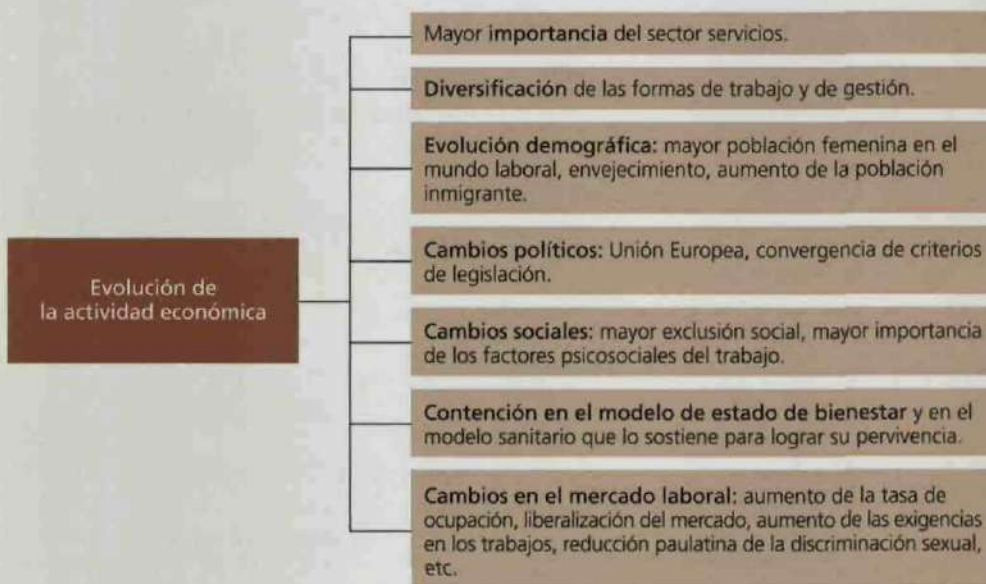 Mayor importancia del sector servicios.
Diversificación de las formas de trabajo y de gestión.
Evolución demográfica: mayor población femenina en el
mundo laboral, envejecimiento, aumento de la población
inmigrante.
Evolución de
la actividad económica
Cambios políticos: Unión Europea, convergencia de criterios
de legislación.
Cambios sociales: mayor exclusión social, mayor importancia
de los factores psicosociales del trabajo.
Contención en el modelo de estado de bienestar y en el
modelo sanitario que lo sostiene para lograr su pervivencia.
Cambios en el mercado laboral: aumento de la tasa de
ocupación, liberalización del mercado, aumento de las exigencias
en los trabajos, reducción paulatina de la discriminación sexual,
etc.